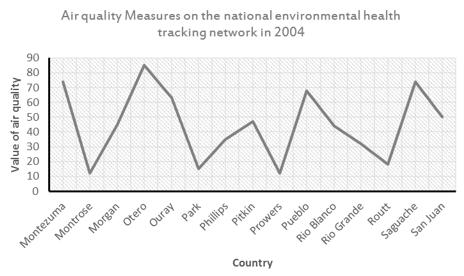 Air quality Measures on the national environmental health
tracking network in 2004
Value of air quality
90
80
70
60
50
40
30
20
10
0
Montezuma
Montrose
Morgan
Otero
Ouray
Park
Phillips
Pitkin
Prowers
Pueblo
Rio Blanco
Rio Grande
Routt
Saguache
San Juan
Country